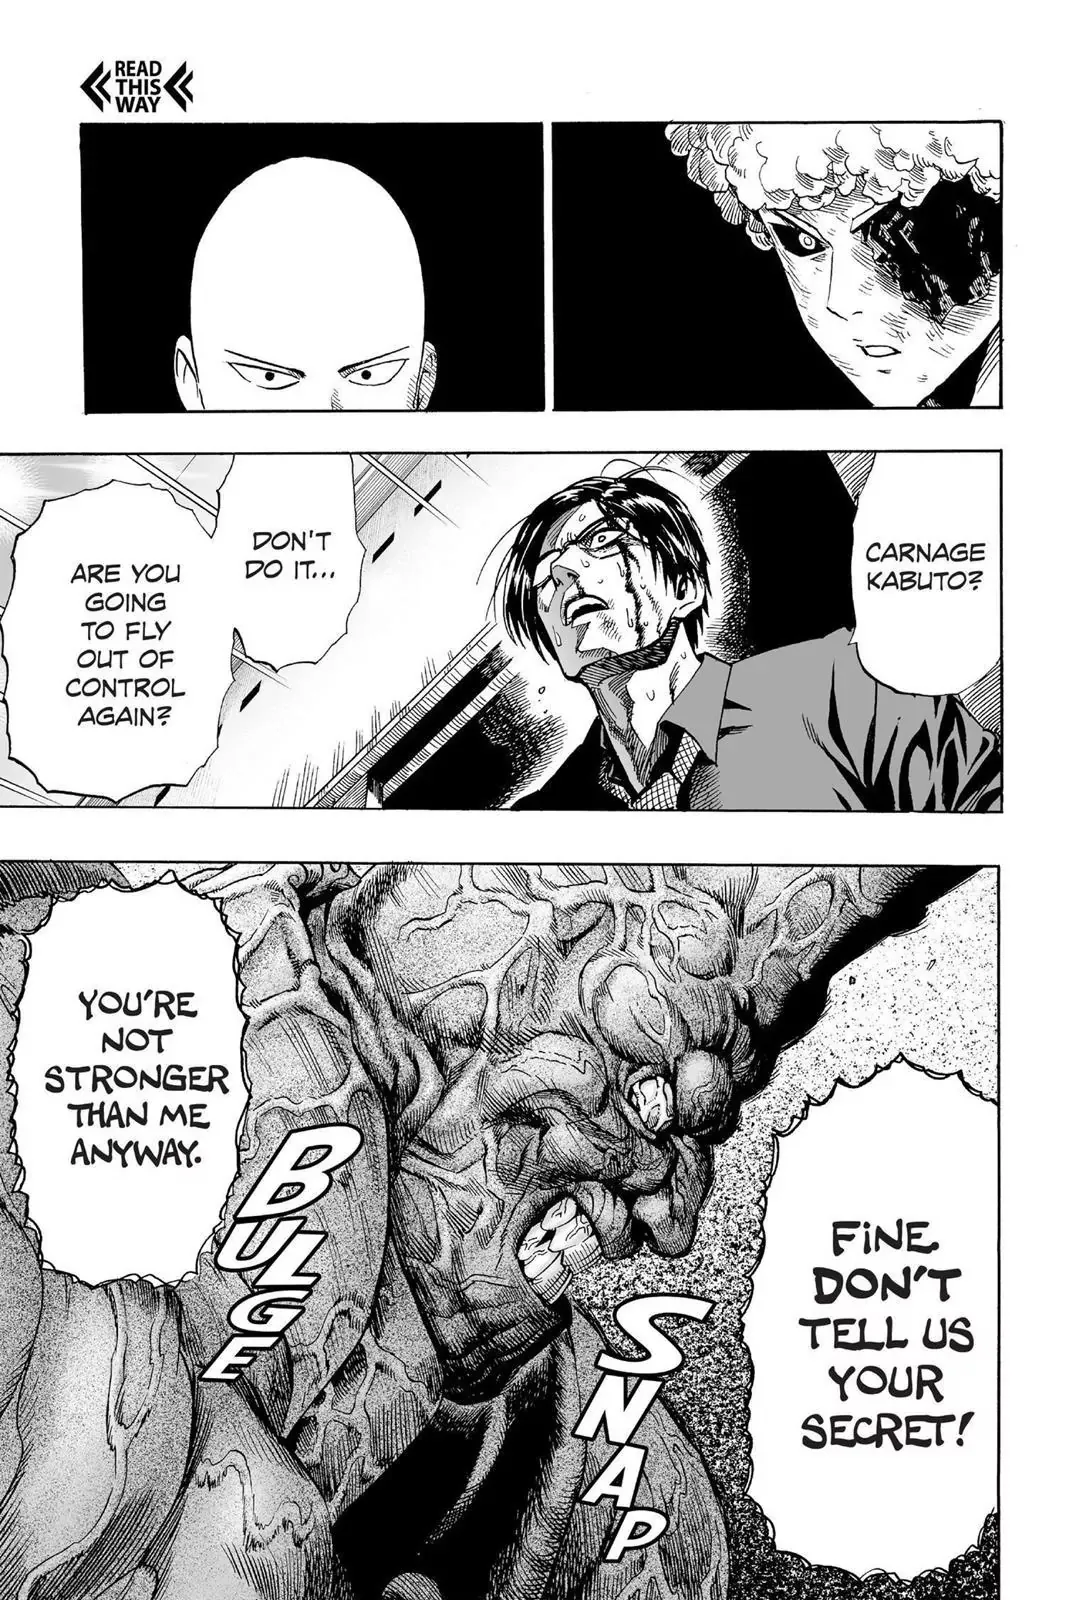 READ
THIS
WAY
CARNAGE
KABUTO?
DON'T
DO IT...
ARE YOU
GOING
TO FLY
OUT OF
CONTROL
AGAIN?
FINE.
DON'T
TELL US
YOUR
SECRET!
SNAP
BULGE
YOU'RE
NOT
STRONGER
THAN ME
ANYWAY.